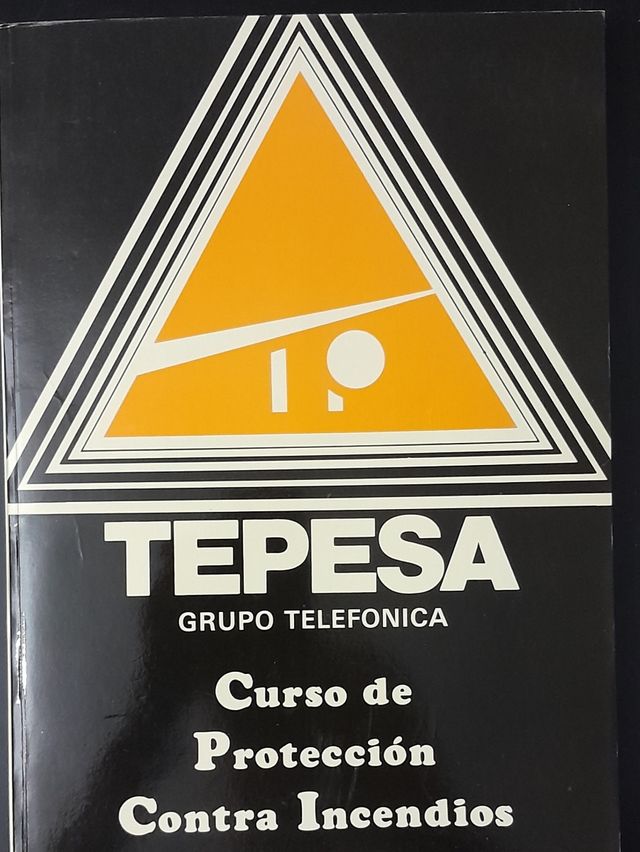 TEPESA
GRUPO TELEFONICA
Curso de
Protección
Contra Incendios